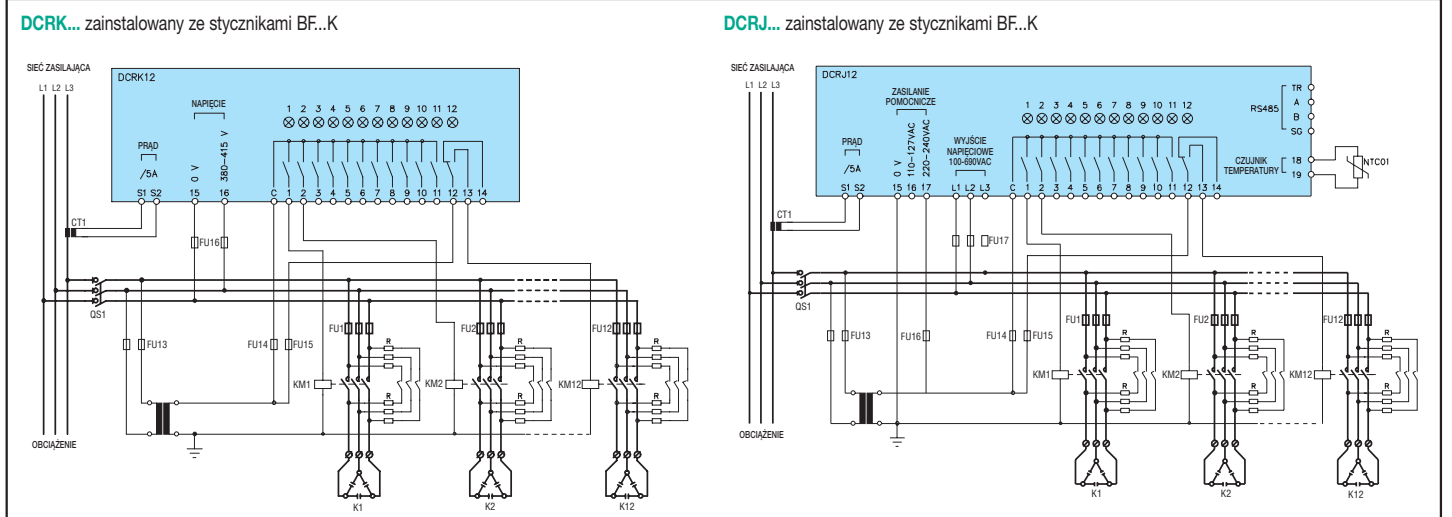 DCRK... zainstalowany ze stycznikami BF...K
SIEĆ ZASILAJĄCA
L1 L2 L3
DCRK12
NAPIĘCIE
1 2 3 4 5 6 7 8 9 10 11 12
PRĄD
/5A
0 V
380-415 V
S1 S2 15 16 C 1 2 3 4 5 6 7 8 9 10 11 12 13 14
CT1
FU16
QS1
FU13
FU14
FU15
FU1
FU2
FU12
R
R
R
KM1
KM2
KM12
R
R
R
OBCIĄŻENIE
K1
K2
K12
DCRJ... zainstalowany ze stycznikami BF...K
SIEĆ ZASILAJĄCA
L1 L2 L3
DCRJ12
ZASILANIE
POMOCNICZE
1 2 3 4 5 6 7 8 9 10 11 12
RS485
TR
A
B
SG
PRĄD
/5A
0 V
110-127VAC
220-240VAC
WYJŚCIE
NAPIĘCIOWE
100-690VAC
CZUJNIK
TEMPERATURY
18
19
NTC01
S1 S2 15 16 17 L1 L2 L3 C 1 2 3 4 5 6 7 8 9 10 11 12 13 14
CT1
FU17
QS1
FU13
FU16
FU14
FU15
FU1
FU2
FU12
R
R
R
KM1
KM2
KM12
R
R
R
OBCIĄŻENIE
K1
K2
K12